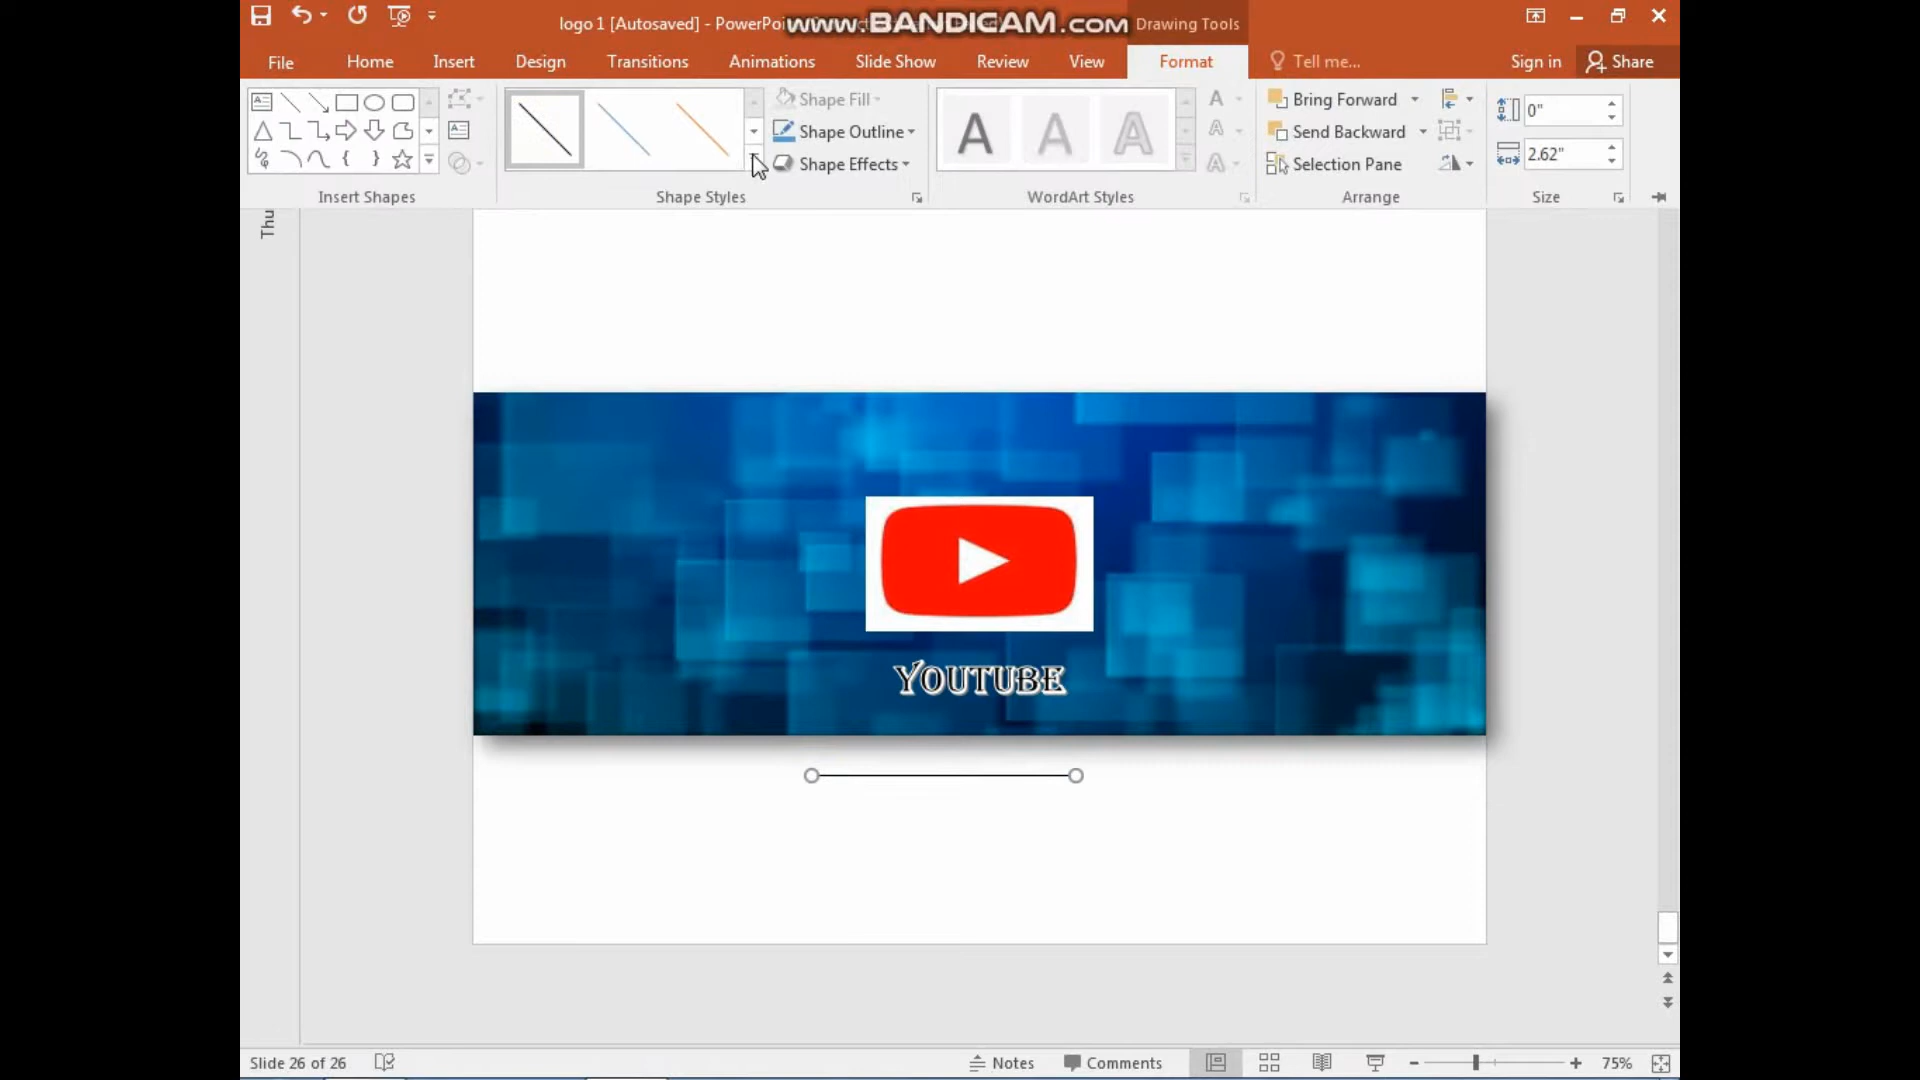 logo 1 [Autosaved] - PowerPoi
www.BANDICAM.com
Drawing Tools
File
Home
Insert
Design
Transitions
Animations
Slide Show
Review
View
Format
Tell me...
Sign in
Share
Shape Fill
Shape Outline
Shape Effects
A A A
A
A
A
Bring Forward
Send Backward
Selection Pane
0"
2.62"
Insert Shapes
Shape Styles
WordArt Styles
Arrange
Size
Thu
YOUTUBE
Slide 26 of 26
Notes
Comments
75%